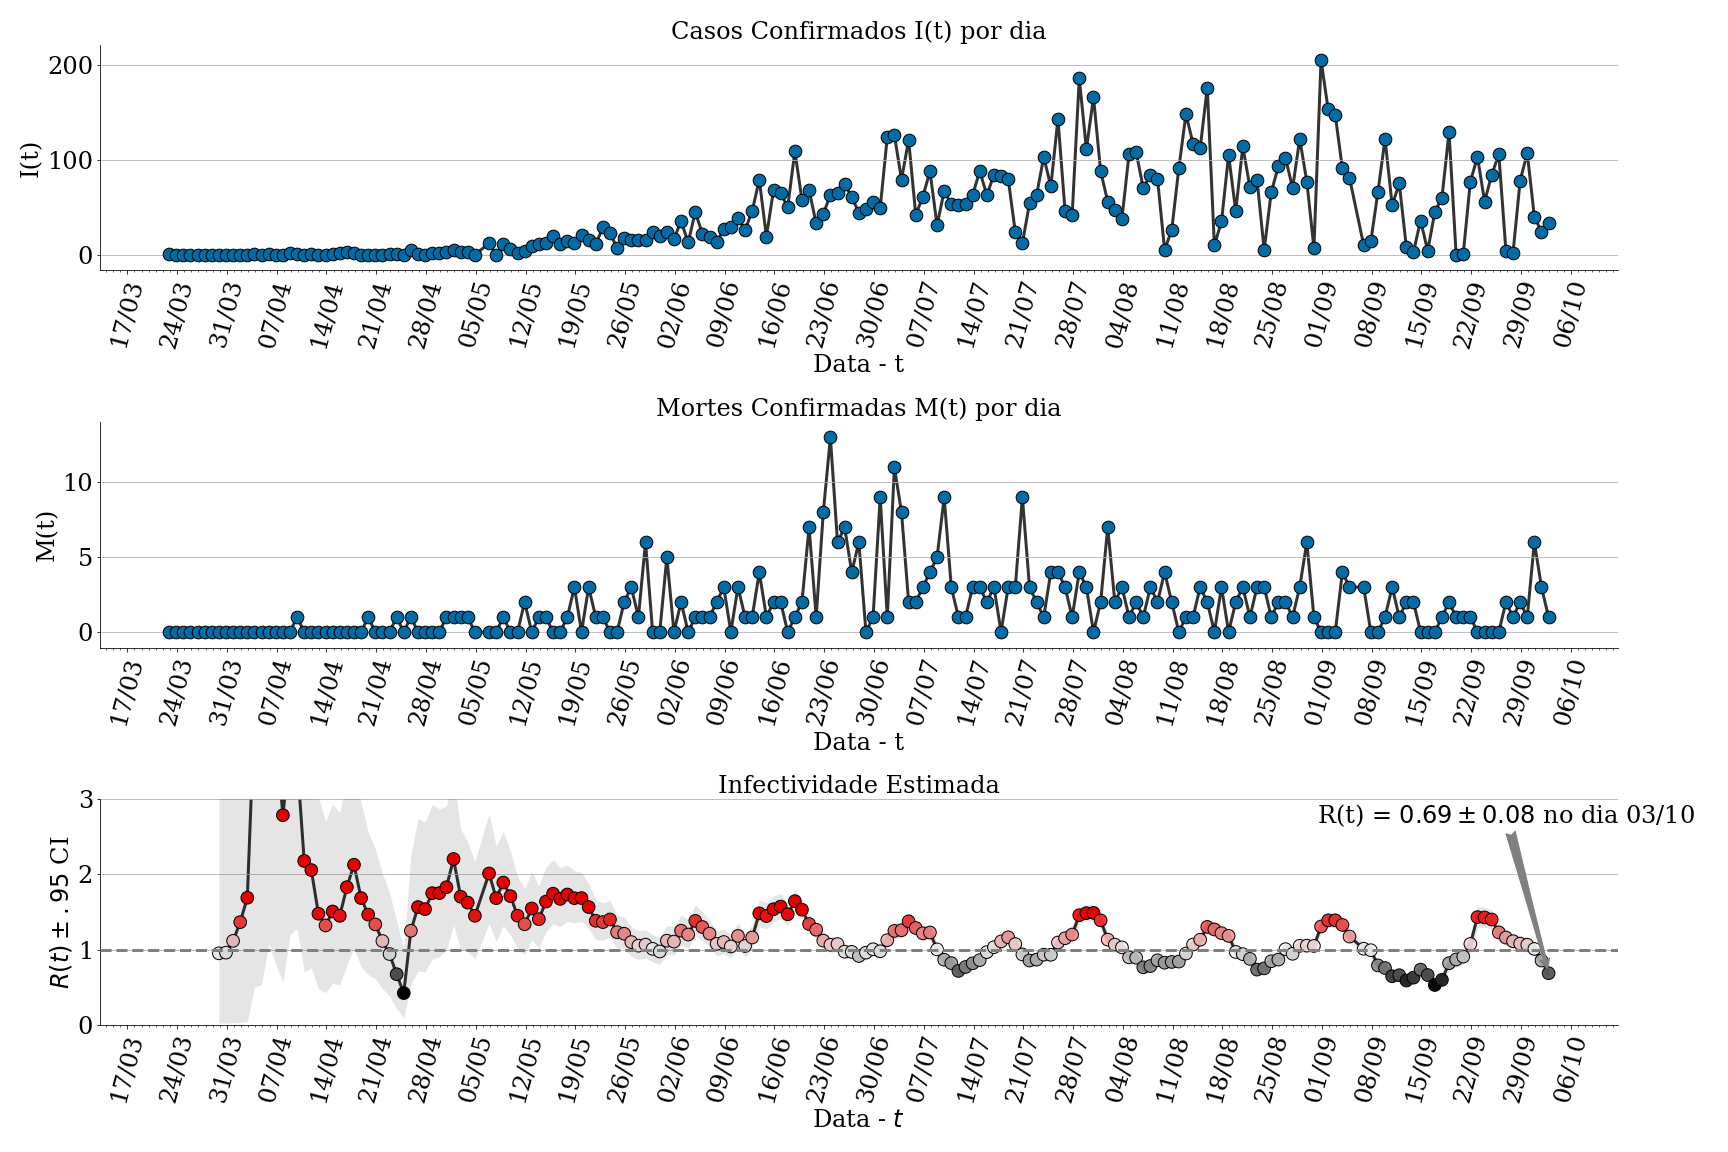 Casos Confirmados I(t) por dia
I(t)
200
100
0
17/03 24/03 31/03 07/04 14/04 21/04 28/04 05/05 12/05 19/05 26/05 02/06 09/06 16/06 23/06 30/06 07/07 14/07 21/07 28/07 04/08 11/08 18/08 25/08 01/09 08/09 15/09 22/09 29/09 06/10
Data - t
Mortes Confirmadas M(t) por dia
M(t)
10
5
0
17/03 24/03 31/03 07/04 14/04 21/04 28/04 05/05 12/05 19/05 26/05 02/06 09/06 16/06 23/06 30/06 07/07 14/07 21/07 28/07 04/08 11/08 18/08 25/08 01/09 08/09 15/09 22/09 29/09 06/10
Data - t
Infectividade Estimada
R(t) ± .95 CI
3
2
1
0
R(t) = 0.69 ± 0.08 no dia 03/10
17/03 24/03 31/03 07/04 14/04 21/04 28/04 05/05 12/05 19/05 26/05 02/06 09/06 16/06 23/06 30/06 07/07 14/07 21/07 28/07 04/08 11/08 18/08 25/08 01/09 08/09 15/09 22/09 29/09 06/10
Data - t